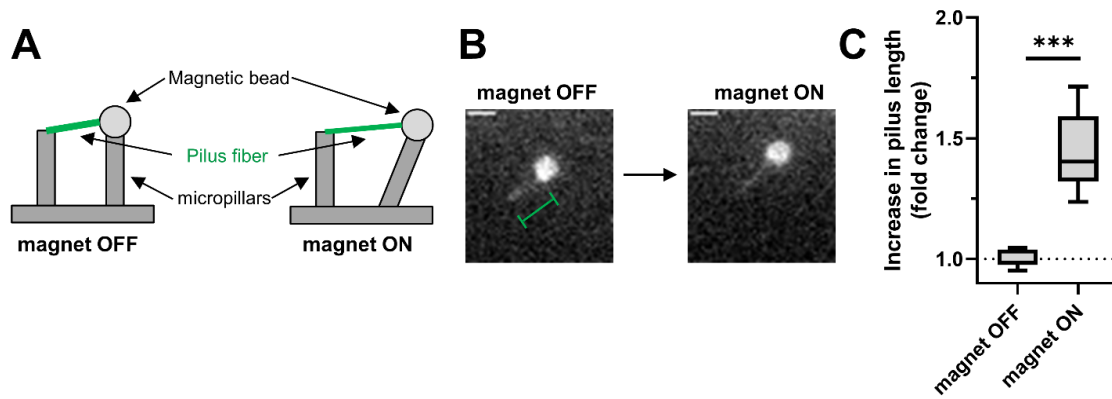 A
Magnetic bead
Pilus fiber
micropillars
magnet OFF
magnet ON
B
magnet OFF
magnet ON
C
Increase in pilus length
(fold change)
2.0
1.5
1.0
***
magnet OFF
magnet ON